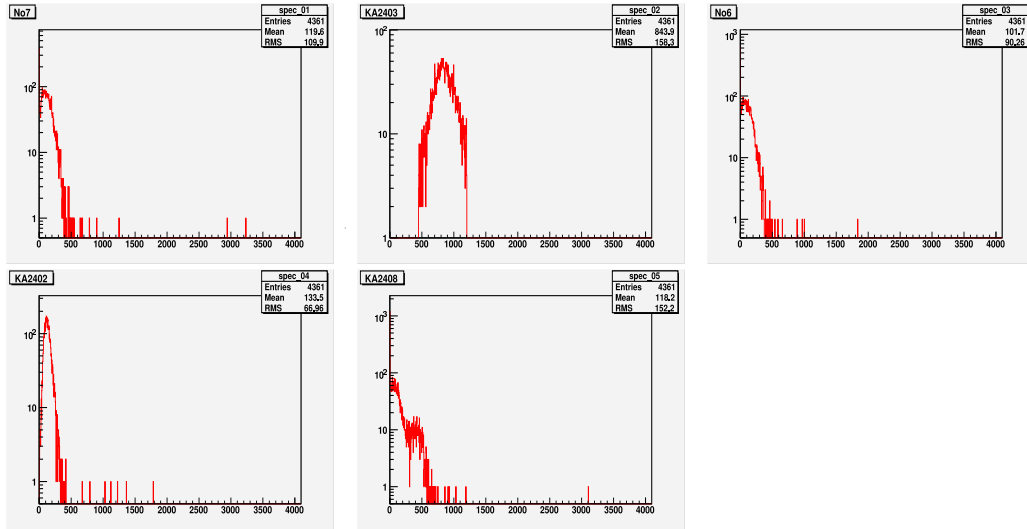 No7
spec_01
Entries 4361
Mean 119.6
RMS 109.9
10²
10
1
0 500 1000 1500 2000 2500 3000 3500 4000
KA2403
spec_02
Entries 4361
Mean 843.9
RMS 158.3
10²
10
1
0 500 1000 1500 2000 2500 3000 3500 4000
No6
spec_03
Entries 4361
Mean 101.7
RMS 90.26
10³
10²
10
1
0 500 1000 1500 2000 2500 3000 3500 4000
KA2402
spec_04
Entries 4361
Mean 133.5
RMS 66.96
10²
10
1
0 500 1000 1500 2000 2500 3000 3500 4000
KA2408
spec_05
Entries 4361
Mean 118.2
RMS 152.2
10³
10²
10
1
0 500 1000 1500 2000 2500 3000 3500 4000